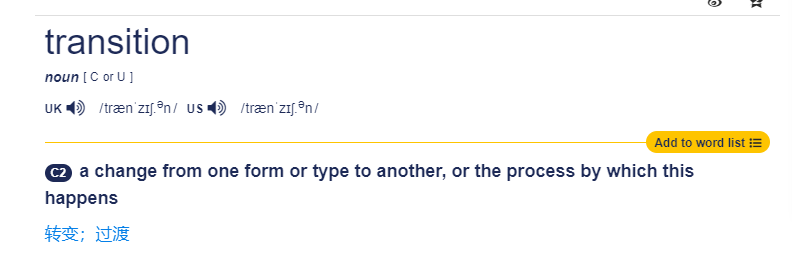 transition
noun [ C or U ]
UK /trænˈzɪʃ.ᵊn/ US /trænˈzɪʃ.ᵊn/
Add to word list
C2 a change from one form or type to another, or the process by which this
happens
转变；过渡